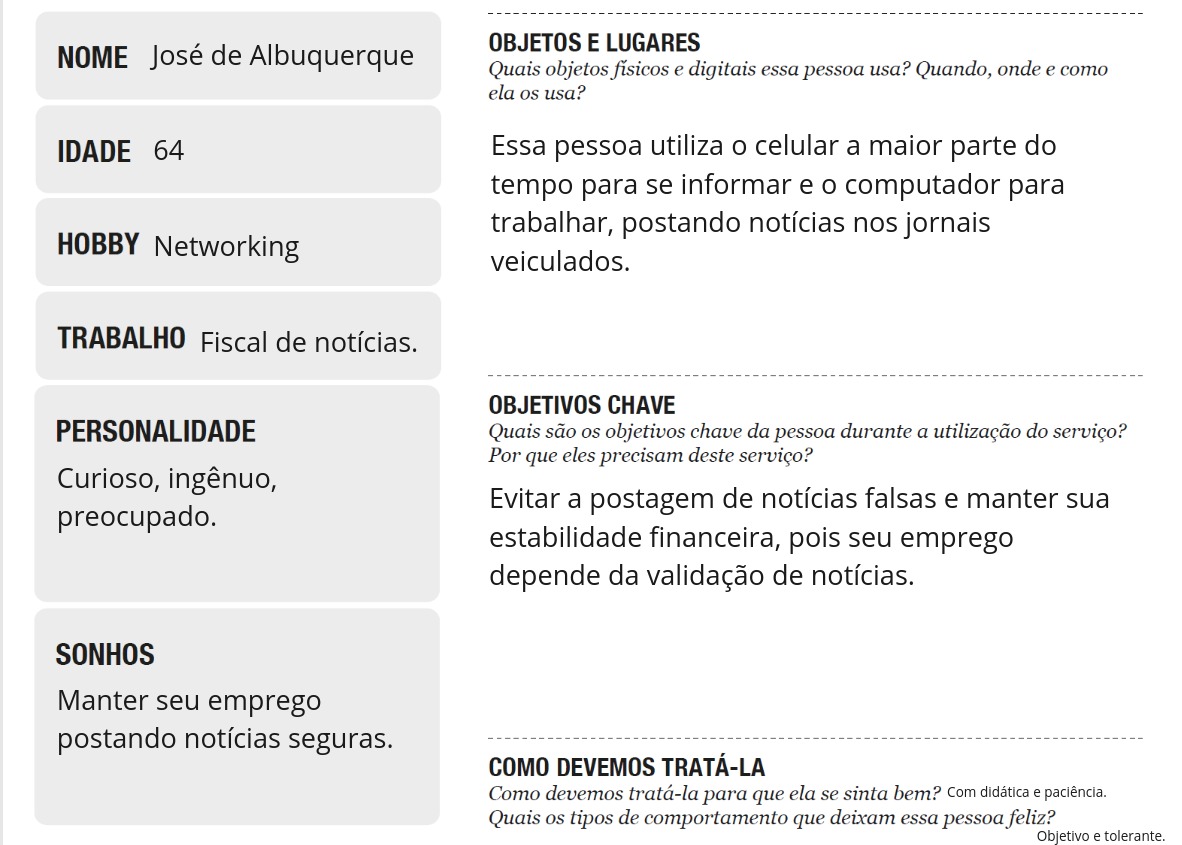 NOME José de Albuquerque
IDADE 64
HOBBY Networking
TRABALHO Fiscal de notícias.
PERSONALIDADE
Curioso, ingênuo,
preocupado.
SONHOS
Manter seu emprego
postando notícias seguras.
OBJETOS E LUGARES
Quais objetos físicos e digitais essa pessoa usa? Quando, onde e como
ela os usa?
Essa pessoa utiliza o celular a maior parte do
tempo para se informar e o computador para
trabalhar, postando notícias nos jornais
veiculados.
OBJETIVOS CHAVE
Quais são os objetivos chave da pessoa durante a utilização do serviço?
Por que eles precisam deste serviço?
Evitar a postagem de notícias falsas e manter sua
estabilidade financeira, pois seu emprego
depende da validação de notícias.
COMO DEVEMOS TRATÁ-LA
Como devemos tratá-la para que ela se sinta bem? Com didática e paciência.
Quais os tipos de comportamento que deixam essa pessoa feliz?
Objetivo e tolerante.